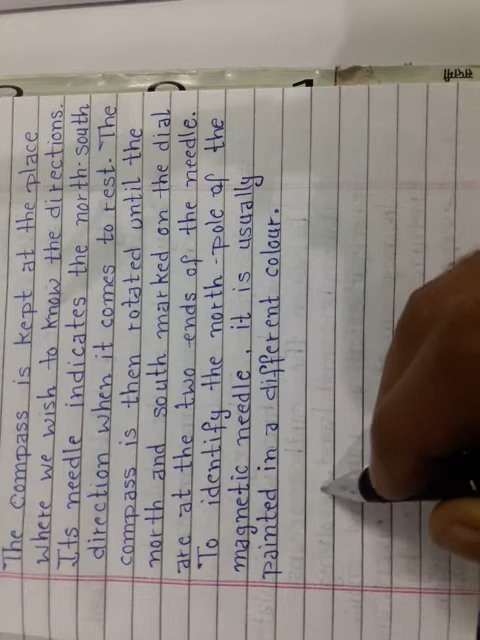 The compass is kept at the place
where we wish to know the directions.
Its needle indicates the north-south
direction when it comes to rest. The
compass is then rotated until the
north and south marked on the dial
are at the two ends of the needle.
To identify the north-pole of the
magnetic needle, it is usually
painted in a different colour.